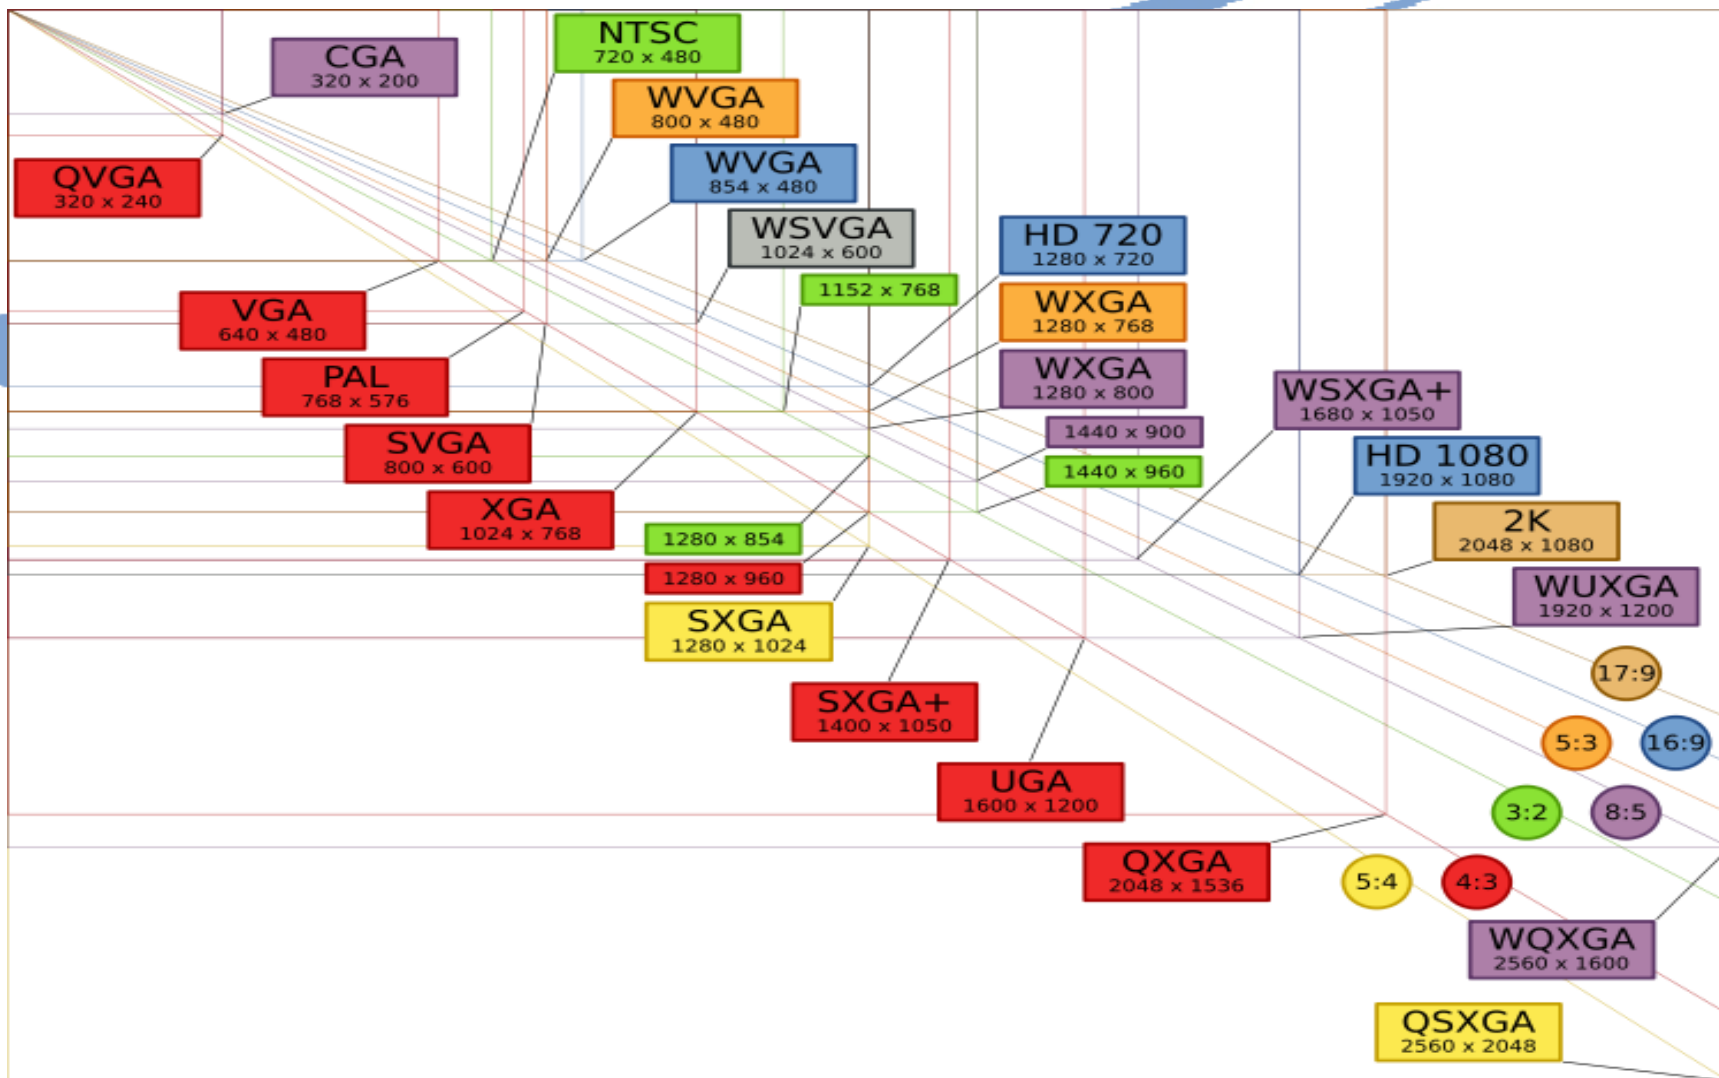 CGA
320 x 200
NTSC
720 x 480
WVGA
800 x 480
WVGA
854 x 480
QVGA
320 x 240
WSVGA
1024 x 600
HD 720
1280 x 720
1152 x 768
VGA
640 x 480
WXGA
1280 x 768
PAL
768 x 576
WXGA
1280 x 800
WSXGA+
1680 x 1050
SVGA
800 x 600
1440 x 900
HD 1080
1920 x 1080
1440 x 960
XGA
1024 x 768
2K
2048 x 1080
1280 x 854
1280 x 960
WUXGA
1920 x 1200
SXGA
1280 x 1024
17:9
SXGA+
1400 x 1050
5:3
16:9
UGA
1600 x 1200
3:2
8:5
QXGA
2048 x 1536
5:4
4:3
WQXGA
2560 x 1600
QSXGA
2560 x 2048